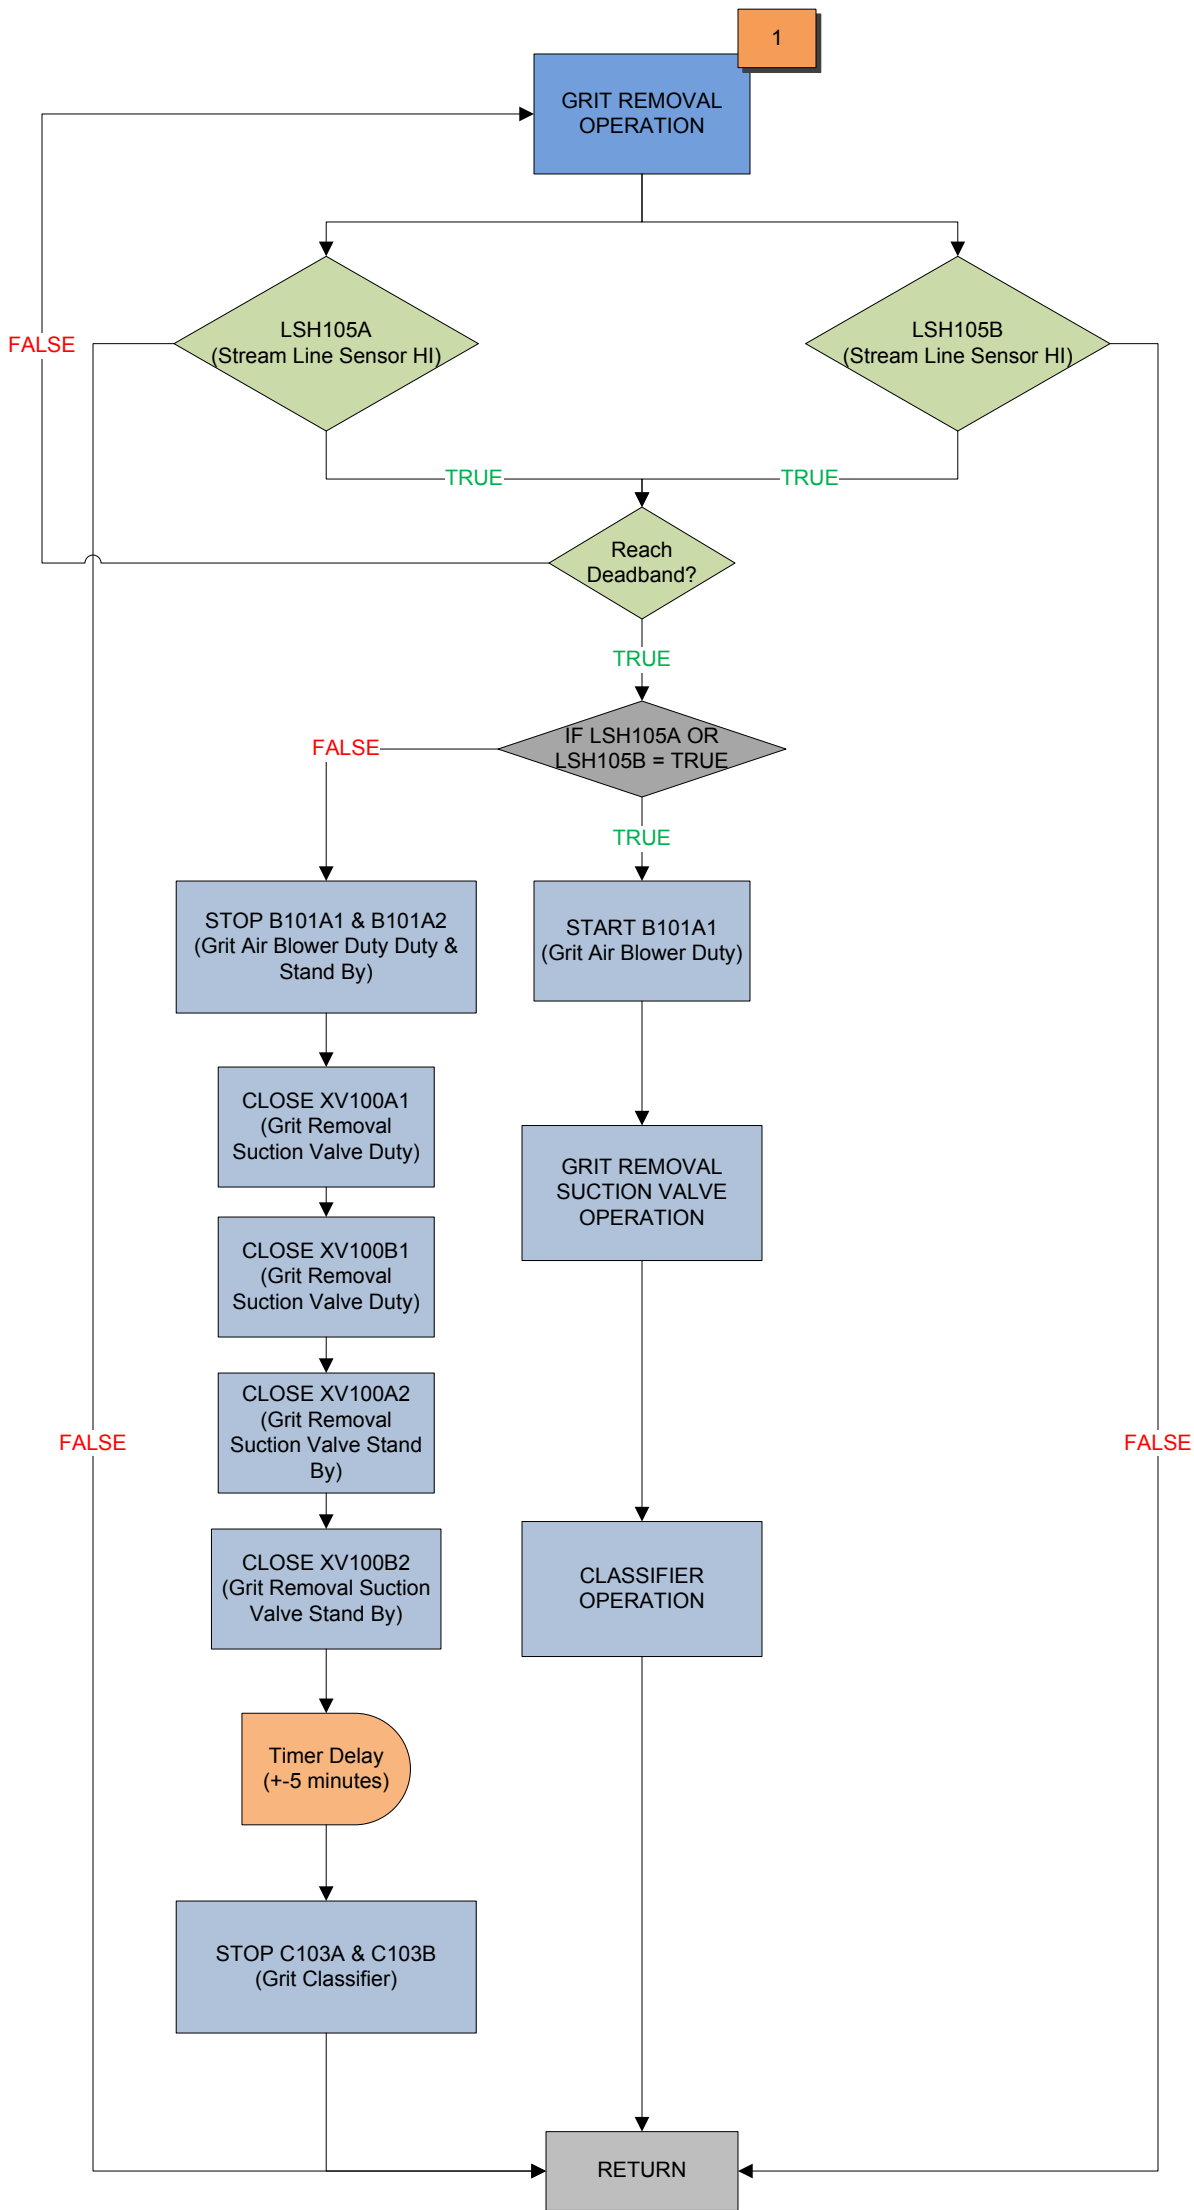 1
GRIT REMOVAL
OPERATION
FALSE
LSH105A
(Stream Line Sensor HI)
LSH105B
(Stream Line Sensor HI)
TRUE
TRUE
Reach
Deadband?
TRUE
IF LSH105A OR
LSH105B = TRUE
FALSE
TRUE
STOP B101A1 & B101A2
(Grit Air Blower Duty Duty &
Stand By)
START B101A1
(Grit Air Blower Duty)
CLOSE XV100A1
(Grit Removal
Suction Valve Duty)
GRIT REMOVAL
SUCTION VALVE
OPERATION
CLOSE XV100B1
(Grit Removal
Suction Valve Duty)
CLOSE XV100A2
(Grit Removal
Suction Valve Stand
By)
FALSE
FALSE
CLOSE XV100B2
(Grit Removal Suction
Valve Stand By)
CLASSIFIER
OPERATION
Timer Delay
(+-5 minutes)
STOP C103A & C103B
(Grit Classifier)
RETURN